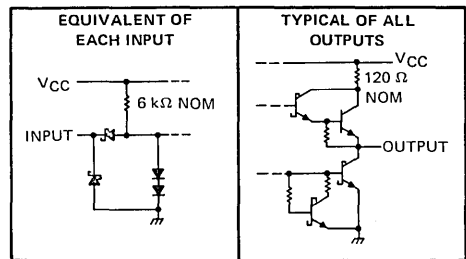 EQUIVALENT OF
EACH INPUT
VCC
6 kΩ NOM
INPUT
TYPICAL OF ALL
OUTPUTS
VCC
120 Ω
NOM
OUTPUT